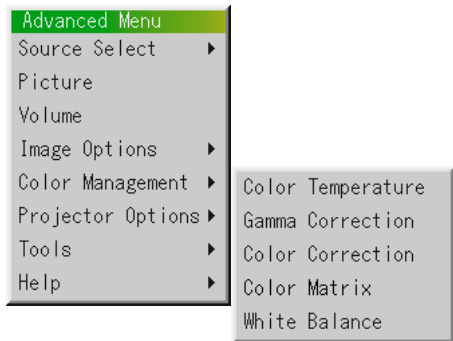 Advanced Menu
Source Select
Picture
Volume
Image Options
Color Management
Projector Options
Tools
Help
Color Temperature
Gamma Correction
Color Correction
Color Matrix
White Balance